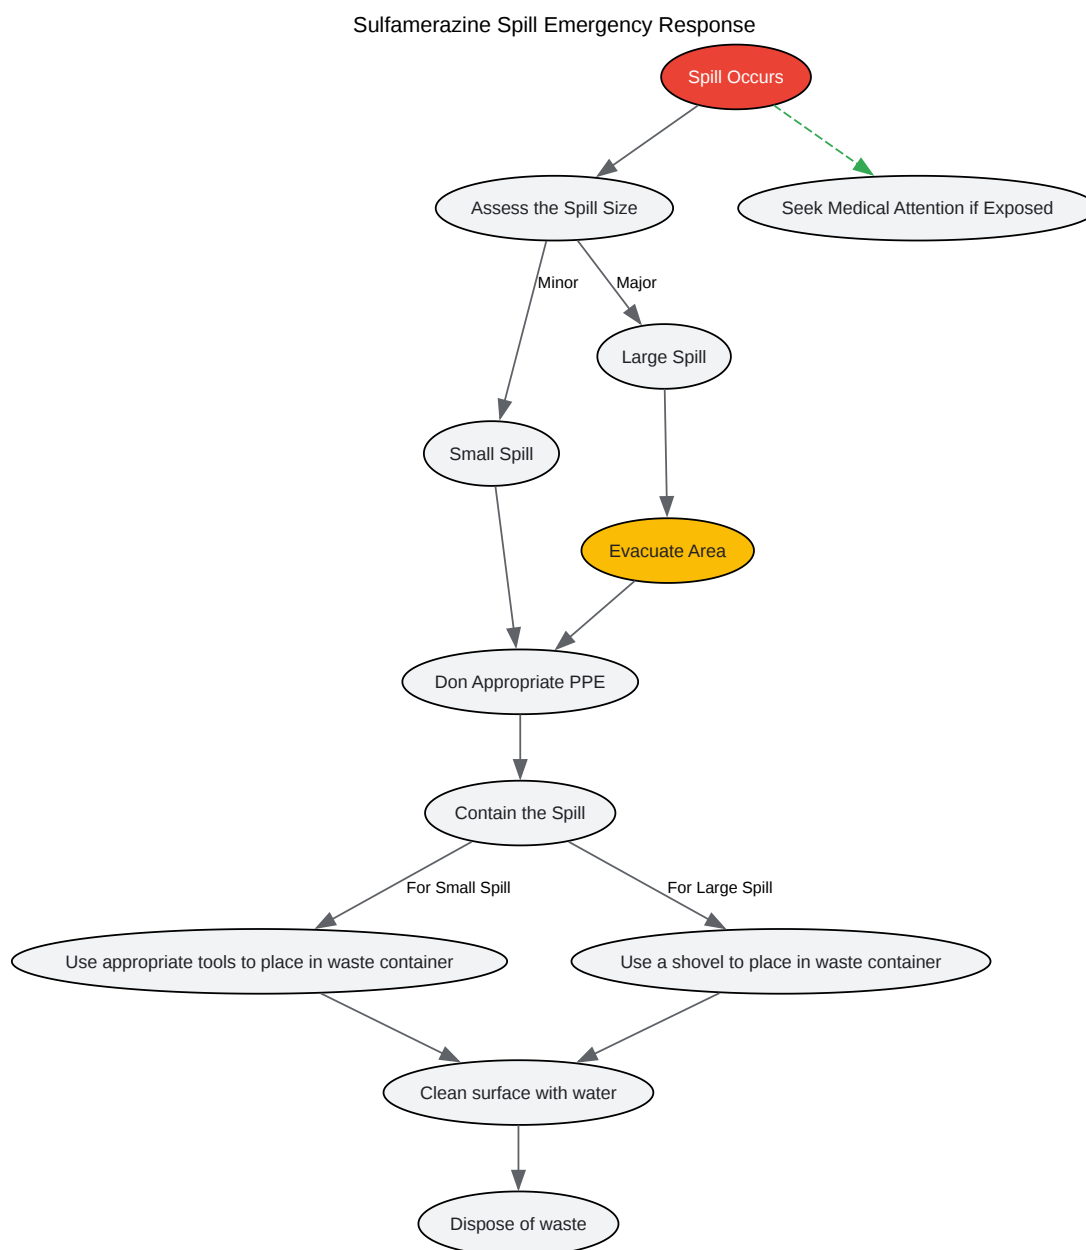 Sulfamerazine Spill Emergency Response
Spill Occurs
Assess the Spill Size
Seek Medical Attention if Exposed
Minor
Major
Large Spill
Small Spill
Evacuate Area
Don Appropriate PPE
Contain the Spill
For Small Spill
For Large Spill
Use appropriate tools to place in waste container
Use a shovel to place in waste container
Clean surface with water
Dispose of waste